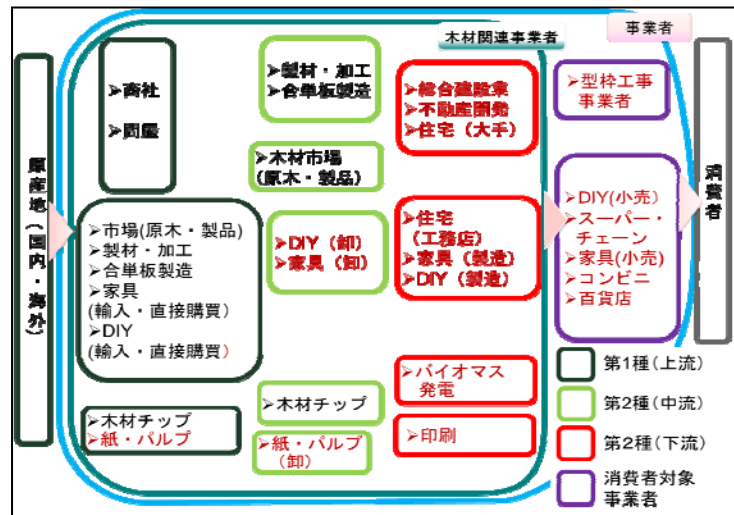 木材関連事業者
事業者
原産地(国内・海外)
➢商社
➢問屋
➢市場(原木・製品)
➢製材・加工
➢合単板製造
➢家具
(輸入・直接購買)
➢DIY
(輸入・直接購買)
➢木材チップ
➢紙・パルプ
➢製材・加工
➢合単板製造
➢木材市場
(原木・製品)
➢DIY(卸)
➢家具(卸)
➢木材チップ
➢紙・パルプ
(卸)
➢総合建設業
➢不動産開発
➢住宅(大手)
➢住宅
(工務店)
➢家具(製造)
➢DIY(製造)
➢バイオマス
発電
➢印刷
➢型枠工事
事業者
➢DIY(小売)
➢スーパー・
チェーン
➢家具(小売)
➢コンビニ
➢百貨店
消費者
第1種(上流)
第2種(中流)
第2種(下流)
消費者対象
事業者